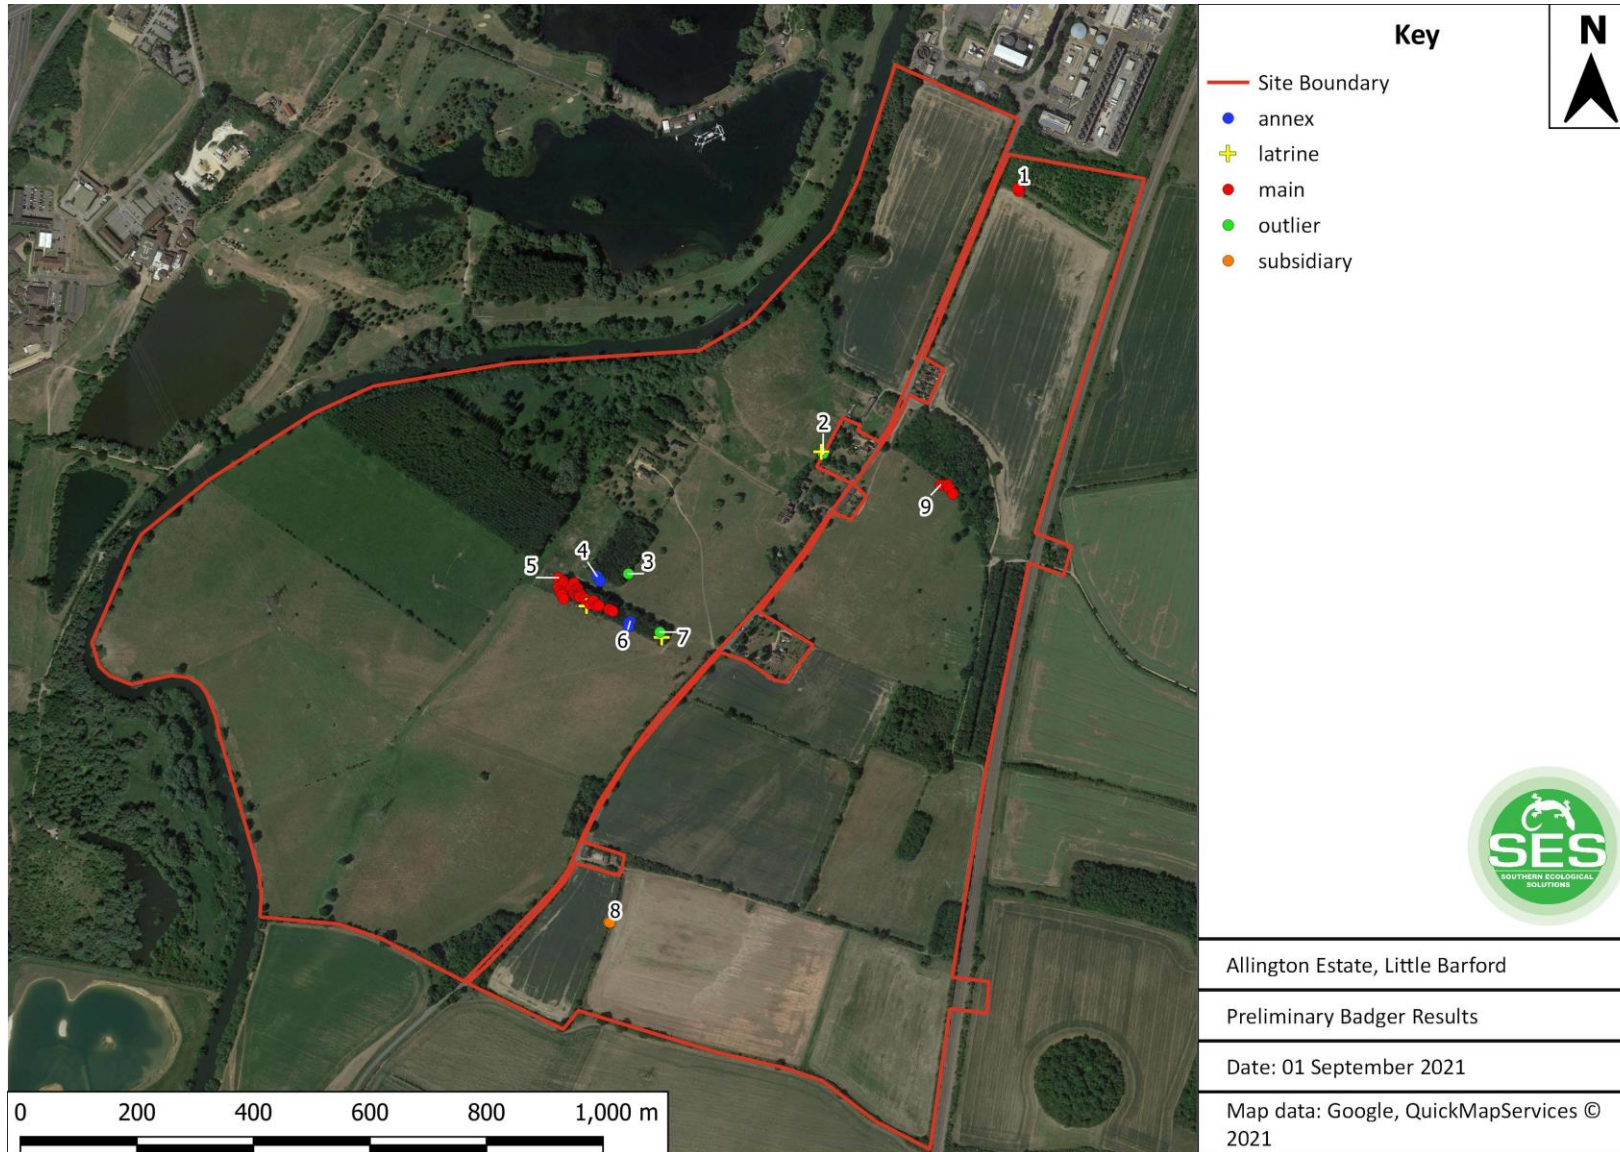 Key
N
Site Boundary
annex
latrine
main
outlier
subsidiary
1
2
3
4
5
6
7
8
9
SES
SOUTHERN ECOLOGICAL
SOLUTIONS
Allington Estate, Little Barford
Preliminary Badger Results
Date: 01 September 2021
Map data: Google, QuickMapServices ©
2021
0 200 400 600 800 1,000 m